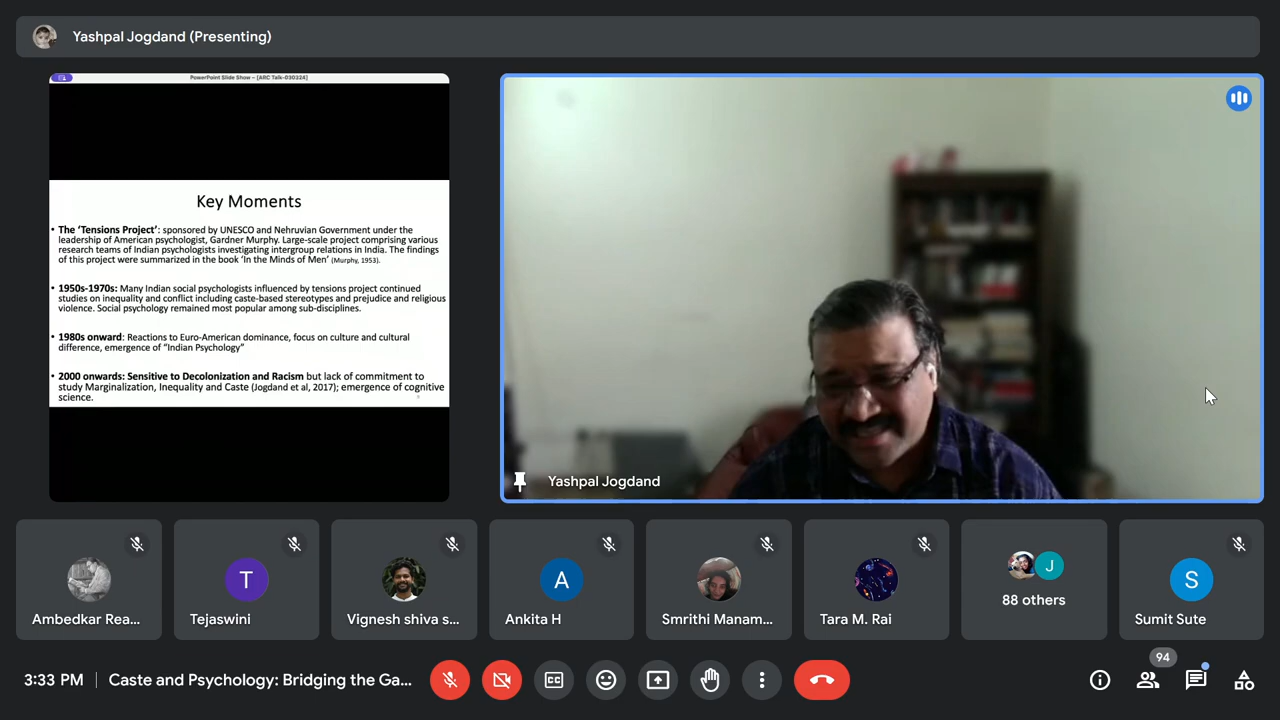 Yashpal Jogdand (Presenting)
PowerPoint Slide Show - [ARC Talk-030324]
Key Moments
• The 'Tensions Project': sponsored by UNESCO and Nehruvian Government under the
leadership of American psychologist, Gardner Murphy. Large-scale project comprising various
research teams of Indian psychologists investigating intergroup relations in India. The findings
of this project were summarized in the book 'In the Minds of Men' (Murphy, 1953).
• 1950s-1970s: Many Indian social psychologists influenced by tensions project continued
studies on inequality and conflict including caste-based stereotypes and prejudice and religious
violence. Social psychology remained most popular among sub-disciplines.
• 1980s onward: Reactions to Euro-American dominance, focus on culture and cultural
difference, emergence of "Indian Psychology"
• 2000 onwards: Sensitive to Decolonization and Racism but lack of commitment to
study Marginalization, Inequality and Caste (Jogdand et al, 2017); emergence of cognitive
science.
Yashpal Jogdand
Ambedkar Rea...
T
Tejaswini
Vignesh shiva s...
A
Ankita H
Smrithi Manam...
Tara M. Rai
J
88 others
S
Sumit Sute
3:33 PM | Caste and Psychology: Bridging the Ga...
CC
94